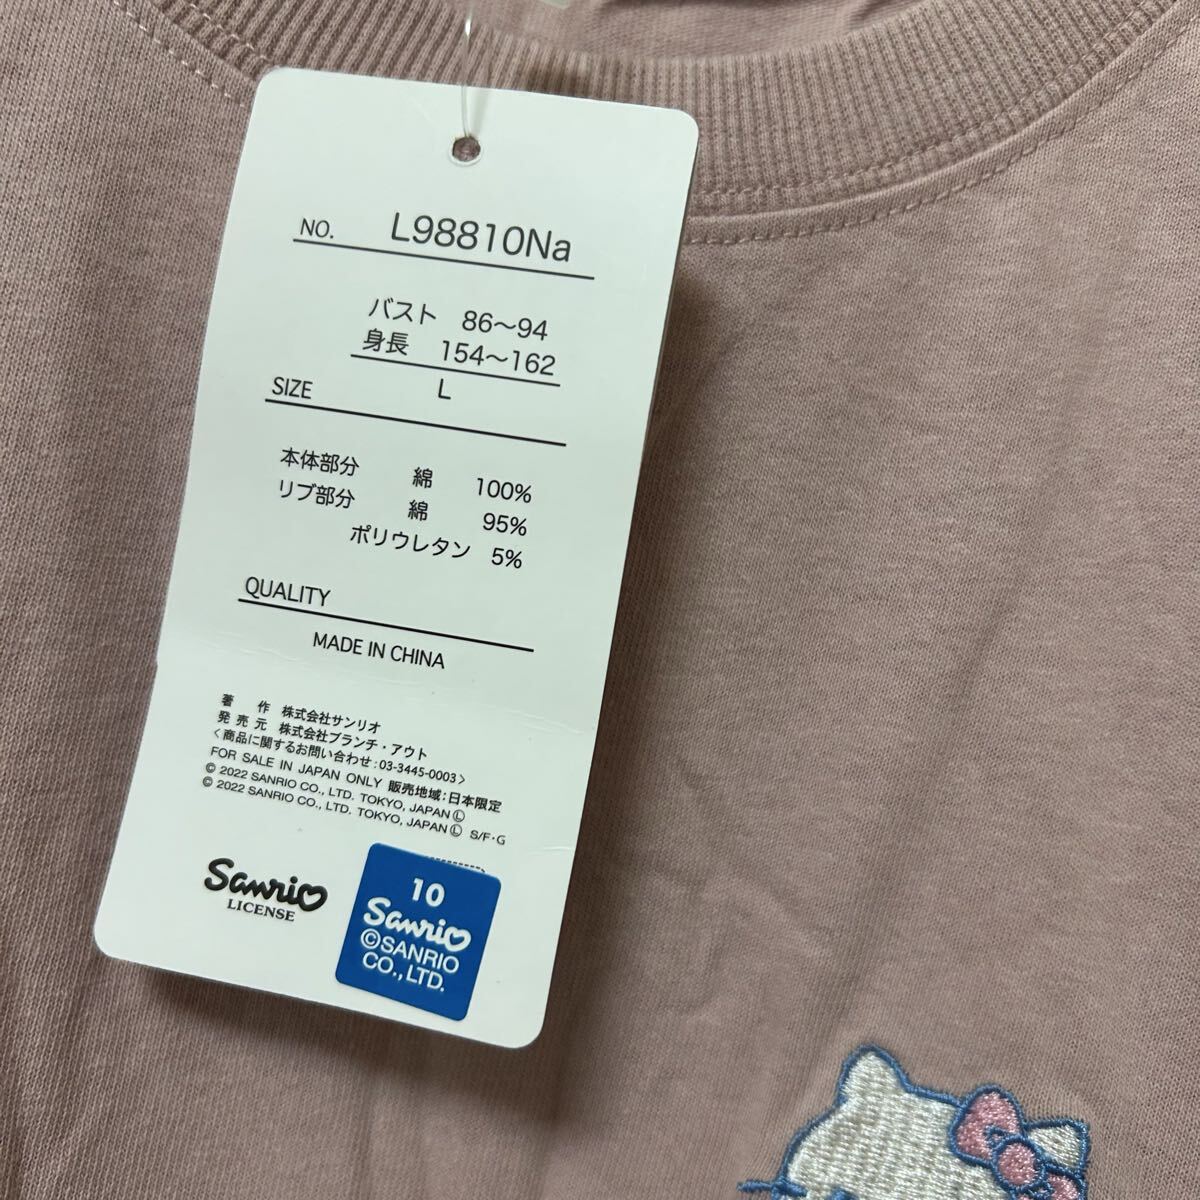 NO. L98810Na
バスト 86～94
身長 154～162
SIZE L
本体部分 綿 100%
リブ部分 綿 95%
ポリウレタン 5%
QUALITY
MADE IN CHINA
著 作 株式会社サンリオ
発売元 株式会社ブランチ・アウト
<商品に関するお問い合わせ:03-3445-0003>
FOR SALE IN JAPAN ONLY 販売地域:日本限定
© 2022 SANRIO CO., LTD. TOKYO, JAPAN Ⓛ
© 2022 SANRIO CO., LTD. TOKYO, JAPAN Ⓛ S/F・G
Sanrio
LICENSE
10
Sanrio
©SANRIO
CO.,LTD.